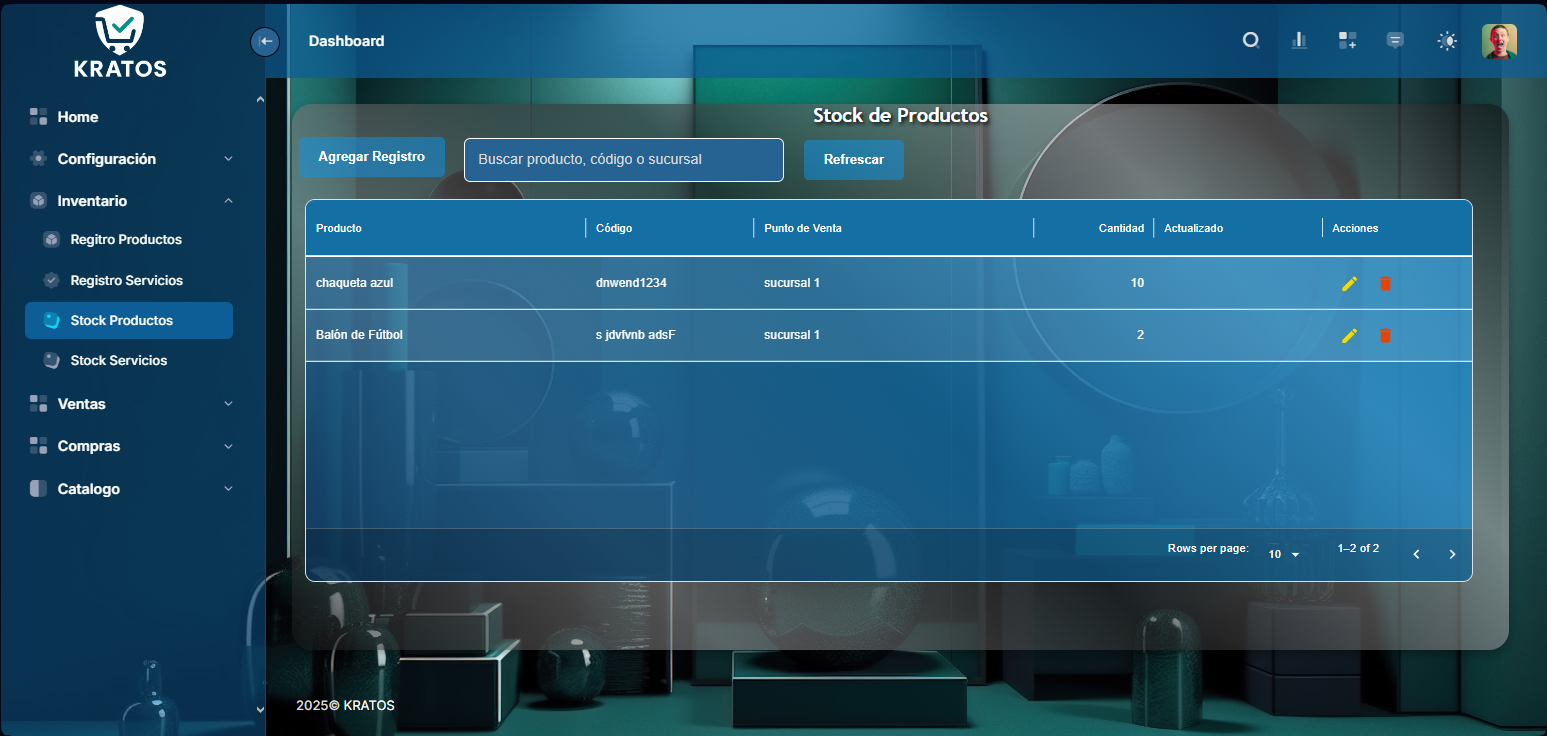 KRATOS
Dashboard
Home
Configuración
Inventario
Regitro Productos
Registro Servicios
Stock Productos
Stock Servicios
Ventas
Compras
Catalogo
Stock de Productos
Agregar Registro
Buscar producto, código o sucursal
Refrescar
Producto Código Punto de Venta Cantidad Actualizado Acciones
chaqueta azul dnwend1234 sucursal 1 10
Balón de Fútbol s jdvfvnb adsF sucursal 1 2
Rows per page: 10 1–2 of 2
2025© KRATOS